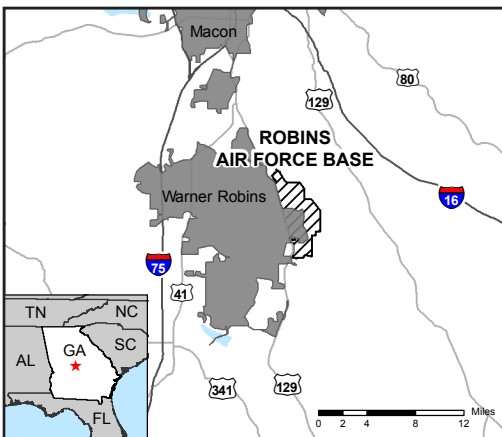 Macon
80
129
ROBINS
AIR FORCE BASE
Warner Robins
16
75
41
TN
NC
SC
AL
GA
FL
341
129
Miles
0 2 4 8 12